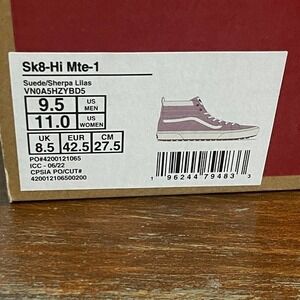 Sk8-Hi Mte-1
Suede/Sherpa Lilas
VN0A5HZYBD5
9.5 US MEN
11.0 US WOMEN
UK EUR CM
8.5 42.5 27.5
PO#4200121065
ICC - 06/22
CPSIA PO/CUT#
420012106500200
1 96244 79483 3